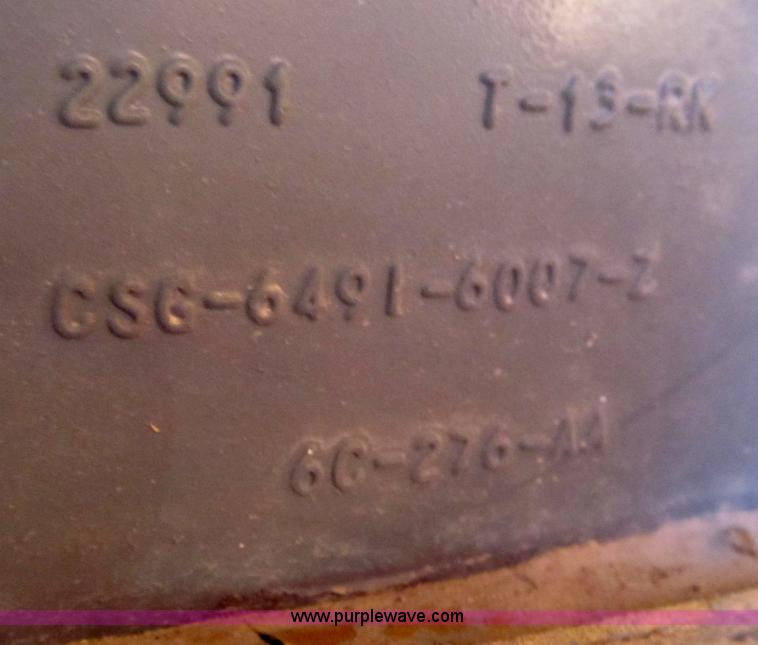 22991 T-13-RK
CSG-6491-6007-Z
6C-276-AA
www.purplewave.com